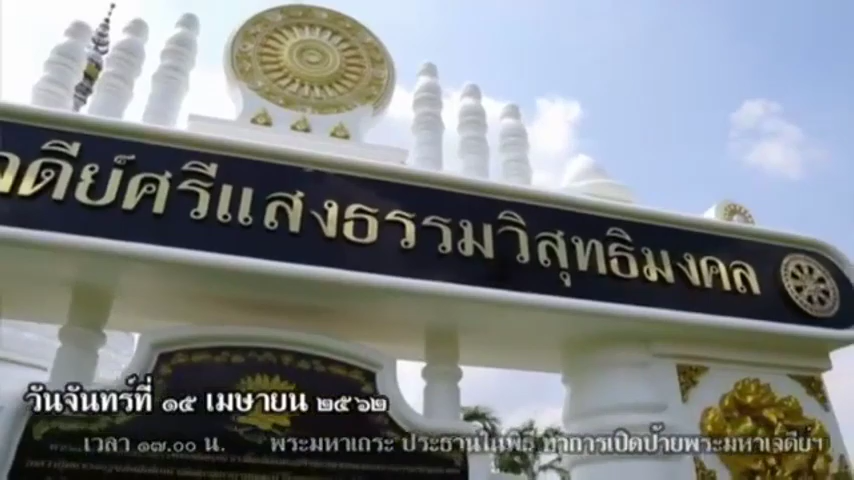 เจดีย์ศรีแสงธรรมวิสุทธิมงคล
วันจันทร์ที่ ๑๕ เมษายน ๒๕๖๒
เวลา ๑๗.๐๐ น. พระมหาเถระ ประธานในพิธี ทำการเปิดป้ายพระมหาเจดีย์ฯ